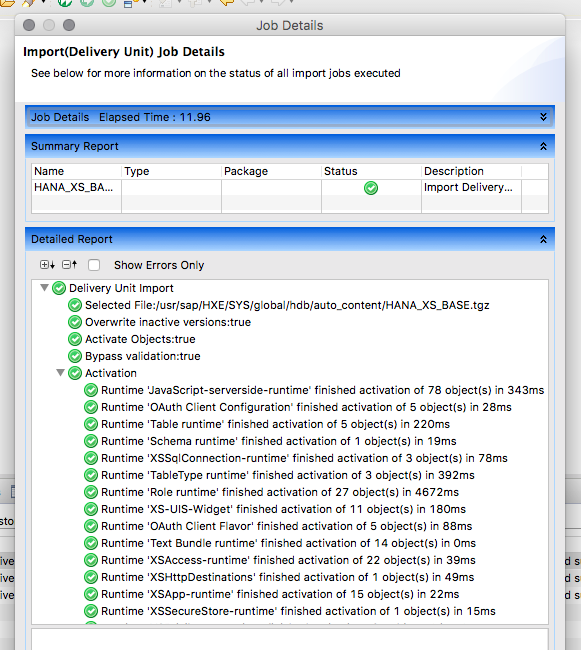 Job Details
Import(Delivery Unit) Job Details
See below for more information on the status of all import jobs executed
Job Details Elapsed Time : 11.96
Summary Report
Name Type Package Status Description
HANA_XS_BA... Import Delivery...
Detailed Report
Show Errors Only
Delivery Unit Import
Selected File:/usr/sap/HXE/SYS/global/hdb/auto_content/HANA_XS_BASE.tgz
Overwrite inactive versions:true
Activate Objects:true
Bypass validation:true
Activation
Runtime 'JavaScript-serverside-runtime' finished activation of 78 object(s) in 343ms
Runtime 'OAuth Client Configuration' finished activation of 5 object(s) in 28ms
Runtime 'Table runtime' finished activation of 5 object(s) in 220ms
Runtime 'Schema runtime' finished activation of 1 object(s) in 19ms
Runtime 'XSSqlConnection-runtime' finished activation of 3 object(s) in 78ms
Runtime 'TableType runtime' finished activation of 3 object(s) in 392ms
Runtime 'Role runtime' finished activation of 27 object(s) in 4672ms
Runtime 'XS-UIS-Widget' finished activation of 11 object(s) in 180ms
Runtime 'OAuth Client Flavor' finished activation of 5 object(s) in 88ms
Runtime 'Text Bundle runtime' finished activation of 14 object(s) in 0ms
Runtime 'XSAccess-runtime' finished activation of 22 object(s) in 39ms
Runtime 'XSHttpDestinations' finished activation of 1 object(s) in 49ms
Runtime 'XSApp-runtime' finished activation of 15 object(s) in 22ms
Runtime 'XSSecureStore-runtime' finished activation of 1 object(s) in 15ms